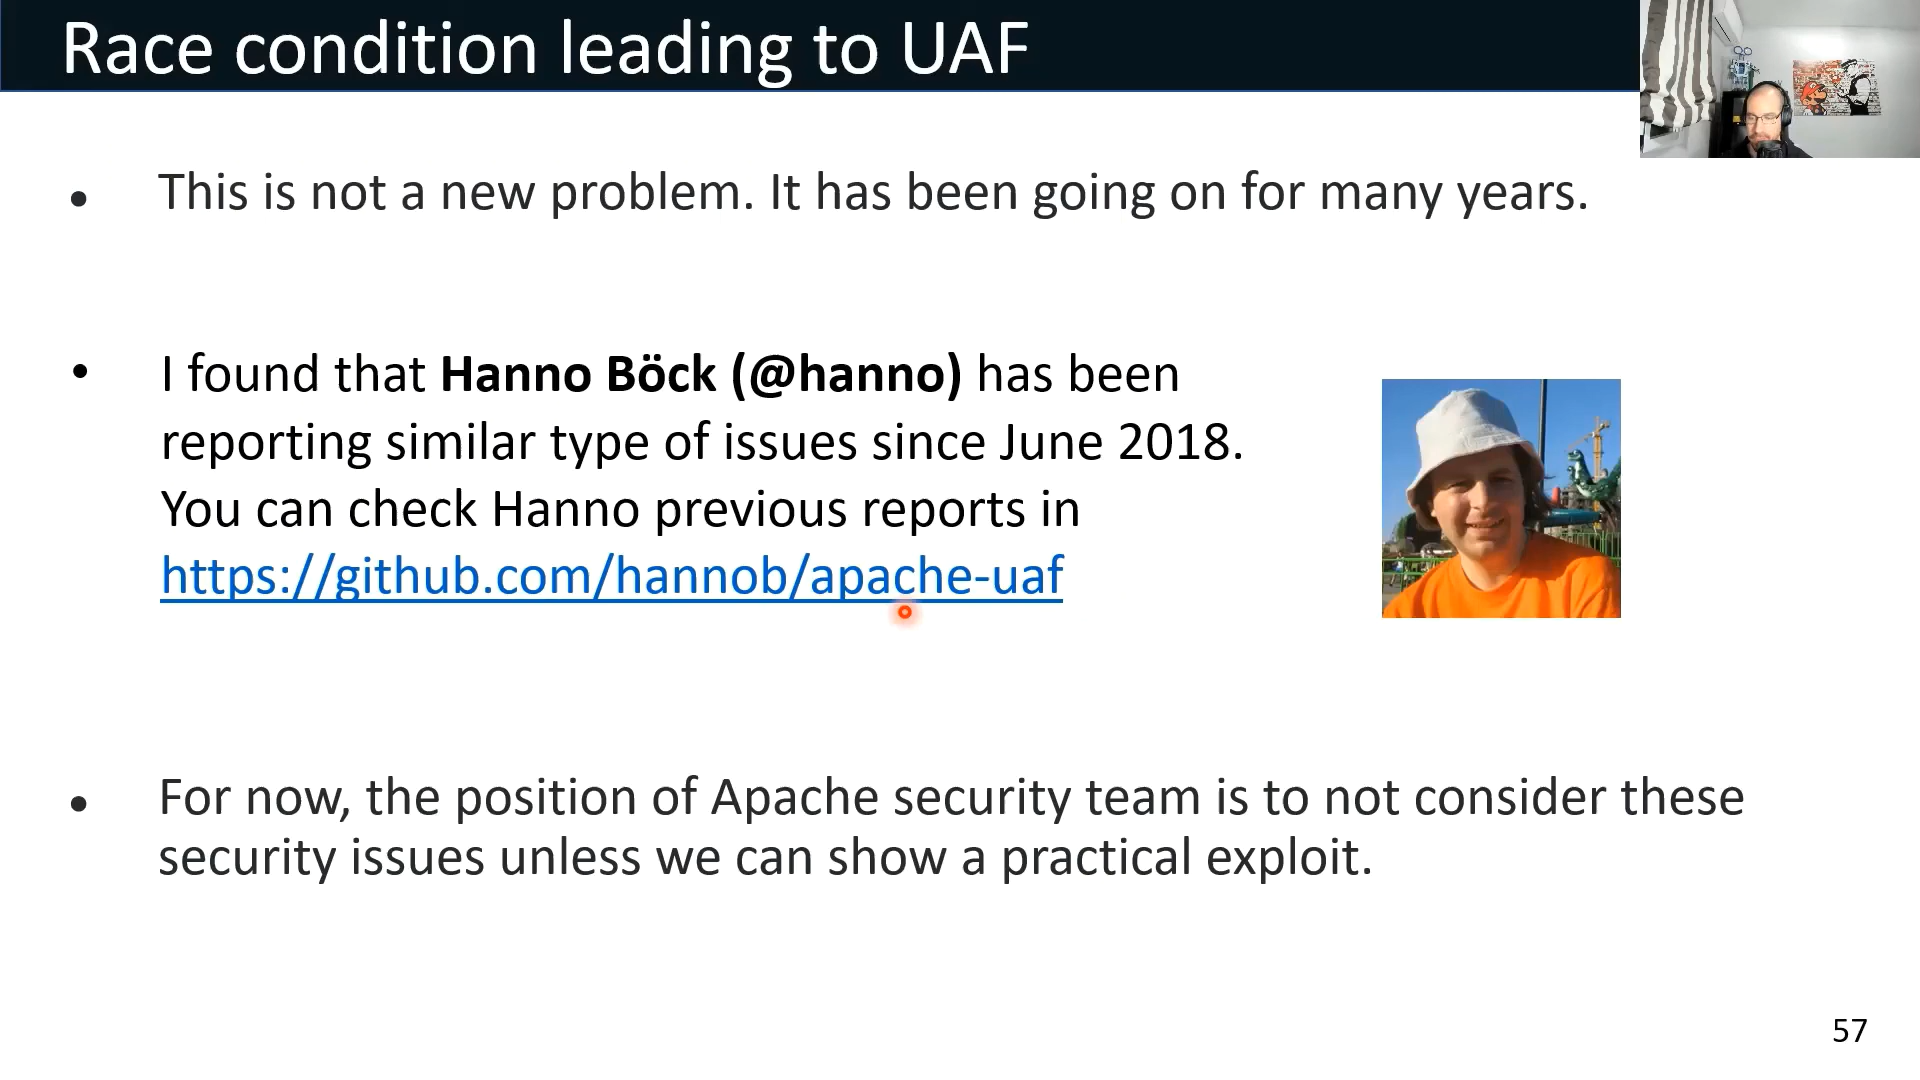 Race condition leading to UAF
• This is not a new problem. It has been going on for many years.
• I found that Hanno Böck (@hanno) has been
reporting similar type of issues since June 2018.
You can check Hanno previous reports in
https://github.com/hannob/apache-uaf
• For now, the position of Apache security team is to not consider these
security issues unless we can show a practical exploit.
57